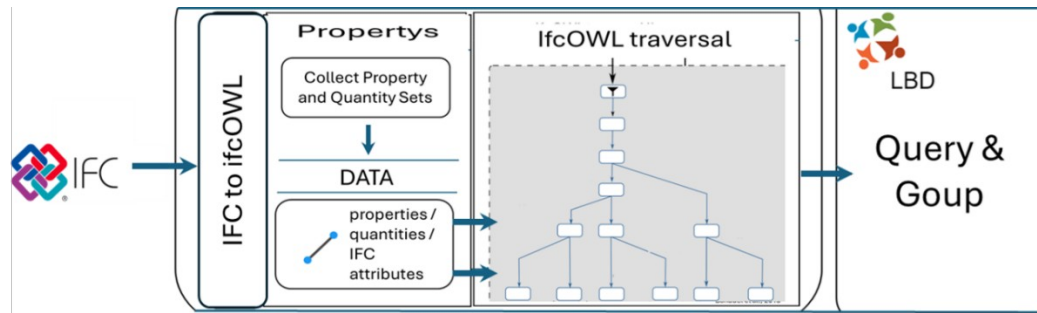 IFC
®
IFC to ifcOWL
Propertys
Collect Property
and Quantity Sets
DATA
properties /
quantities /
IFC
attributes
IfcOWL traversal
LBD
Query &
Goup